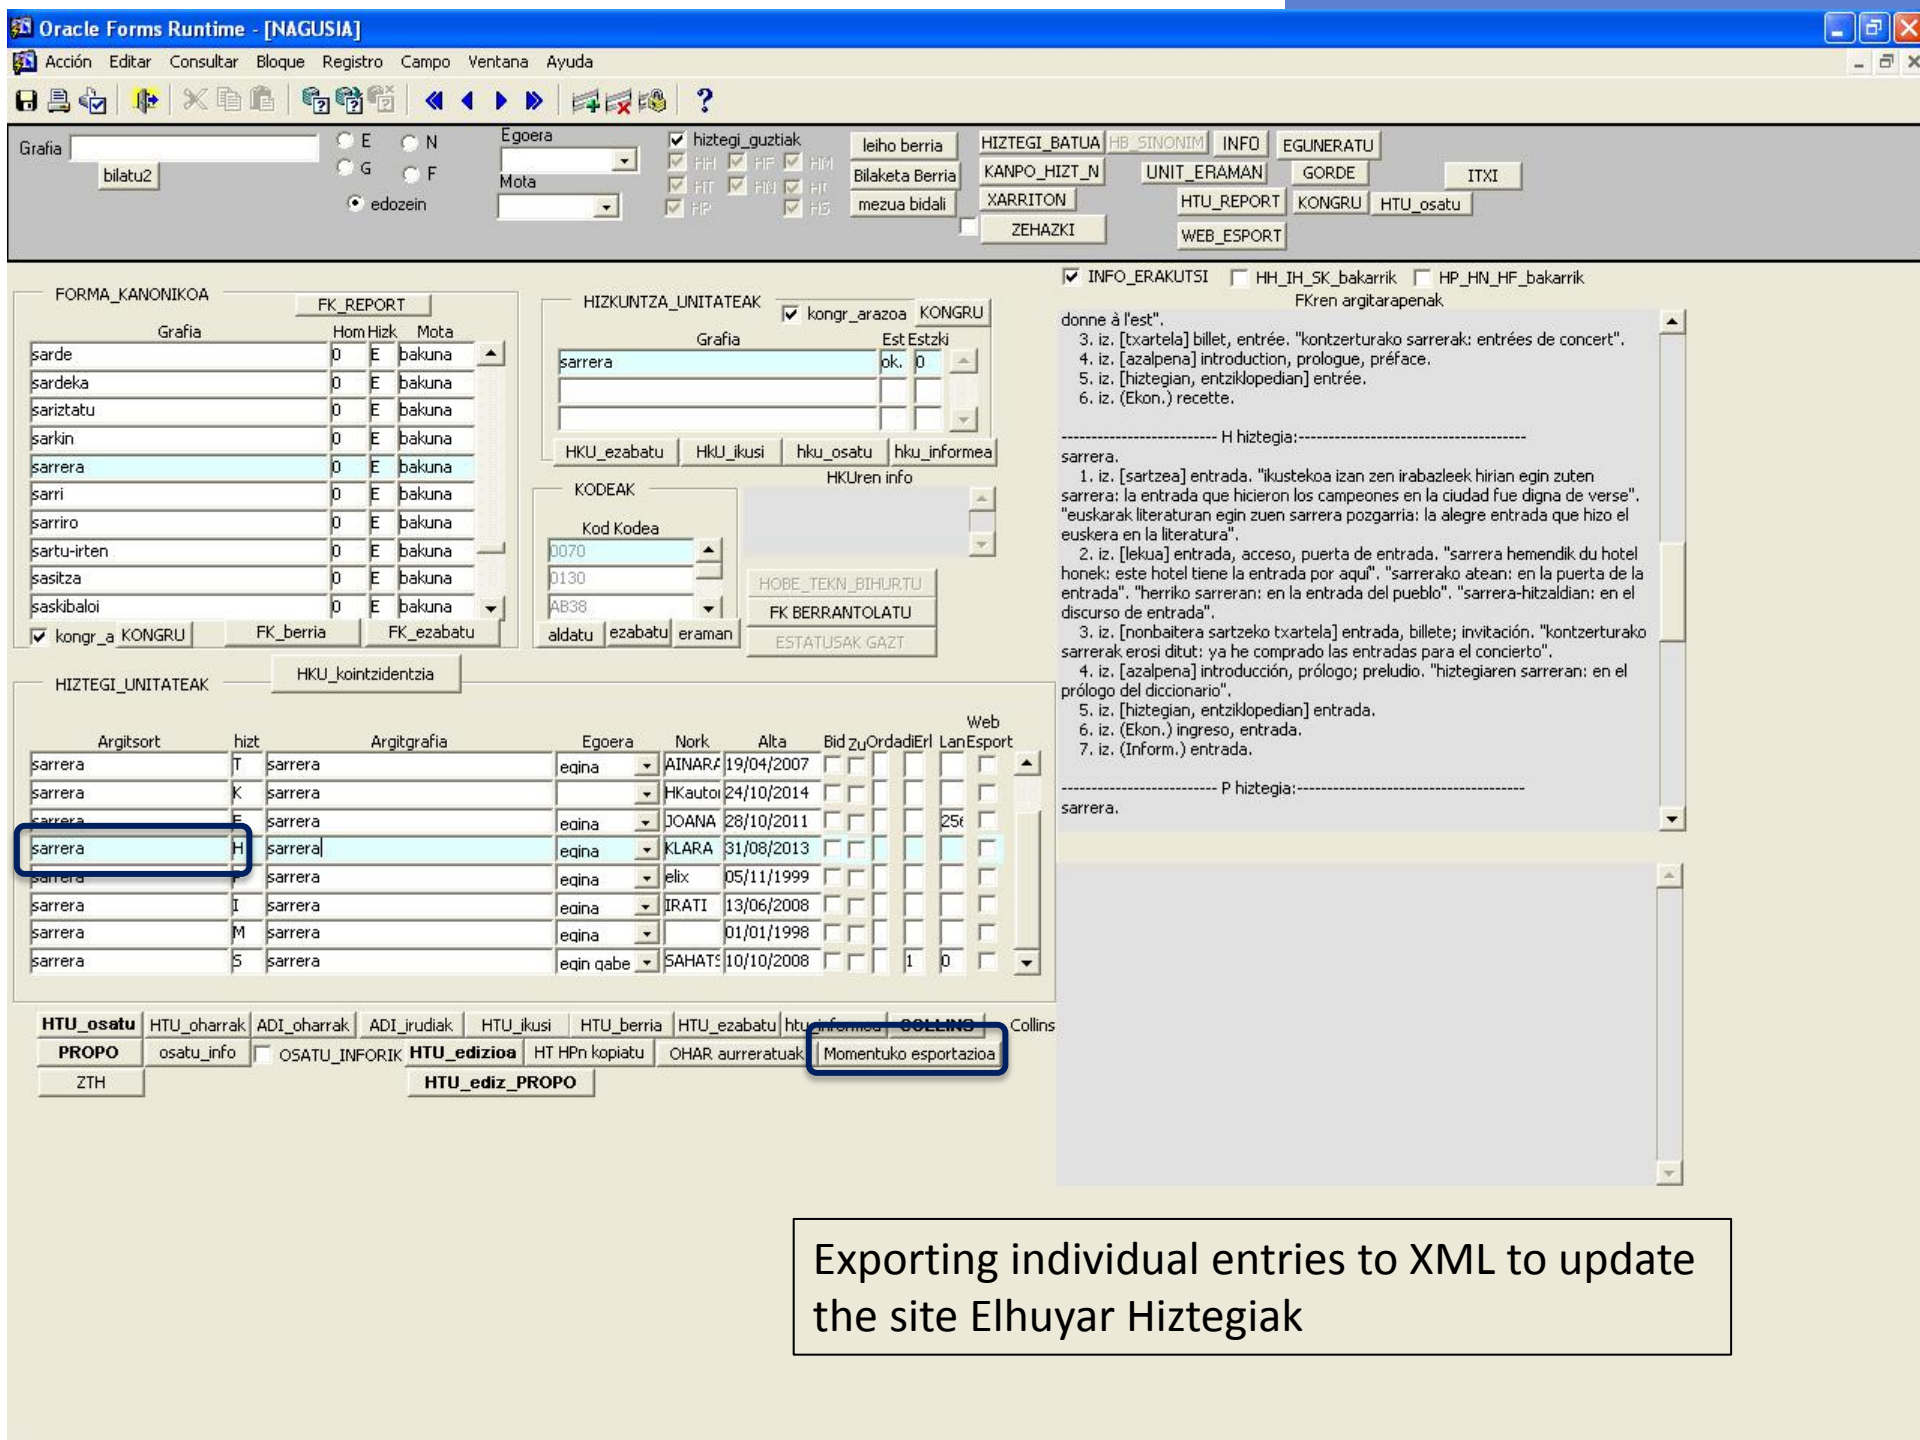 Oracle Forms Runtime - [NAGUSIA]
Acción Editar Consultar Bloque Registro Campo Ventana Ayuda
Grafia
bilatu2
E N
G F
edozein
Egoera
Mota
hiztegi_guztiak
HH HF HM
HT HN HC
HP HS
leiho berria
Bilaketa Berria
mezua bidali
HIZTEGI_BATUA HB_SINONIM INFO EGUNERATU
KANPO_HIZT_N UNIT_ERAMAN GORDE ITXI
XARRITON HTU_REPORT KONGRU HTU_osatu
ZEHAZKI WEB_ESPORT
FORMA_KANONIKOA FK_REPORT
Grafia Hom Hizk Mota
sarde 0 E bakuna
sardeka 0 E bakuna
sariztatu 0 E bakuna
sarkin 0 E bakuna
sarrera 0 E bakuna
sarri 0 E bakuna
sarriro 0 E bakuna
sartu-irten 0 E bakuna
sasitza 0 E bakuna
saskibaloi 0 E bakuna
kongr_a KONGRU FK_berria FK_ezabatu
HIZKUNTZA_UNITATEAK kongr_arazoa KONGRU
Grafia Est Estzki
sarrera ok. 0
HKU_ezabatu HkU_ikusi hku_osatu hku_informea
HKUren info
KODEAK
Kod Kodea
0070
0130
AB38
aldatu ezabatu eraman
HOBE_TEKN_BIHURTU
FK BERRANTOLATU
ESTATUSAK GAZT
INFO_ERAKUTSI HH_IH_SK_bakarrik HP_HN_HF_bakarrik
FKren argitarapenak
donne à l'est".
3. iz. [txartela] billet, entrée. "kontzerturako sarrerak: entrées de concert".
4. iz. [azalpena] introduction, prologue, préface.
5. iz. [hiztegian, entziklopedian] entrée.
6. iz. (Ekon.) recette.
-------------------------- H hiztegia:--------------------------------------
sarrera.
1. iz. [sartzea] entrada. "ikustekoa izan zen irabazleek hirian egin zuten
sarrera: la entrada que hicieron los campeones en la ciudad fue digna de verse".
"euskarak literaturan egin zuen sarrera pozgarria: la alegre entrada que hizo el
euskera en la literatura".
2. iz. [lekua] entrada, acceso, puerta de entrada. "sarrera hemendik du hotel
honek: este hotel tiene la entrada por aquí". "sarrerako atean: en la puerta de la
entrada". "herriko sarreran: en la entrada del pueblo". "sarrera-hitzaldian: en el
discurso de entrada".
3. iz. [nonbaitera sartzeko txartela] entrada, billete; invitación. "kontzerturako
sarrerak erosi ditut: ya he comprado las entradas para el concierto".
4. iz. [azalpena] introducción, prólogo; preludio. "hiztegiaren sarreran: en el
prólogo del diccionario".
5. iz. [hiztegian, entziklopedian] entrada.
6. iz. (Ekon.) ingreso, entrada.
7. iz. (Inform.) entrada.
-------------------------- P hiztegia:--------------------------------------
sarrera.
HIZTEGI_UNITATEAK HKU_kointzidentzia
Web
Argitsort hizt Argitgrafia Egoera Nork Alta Bid Zu Ord adi Erl Lan Esport
sarrera T sarrera egina AINARA 19/04/2007
sarrera K sarrera HKautor 24/10/2014
sarrera F sarrera egina JOANA 28/10/2011 256
sarrera H sarrera egina KLARA 31/08/2013
sarrera P sarrera egina elix 05/11/1999
sarrera I sarrera egina IRATI 13/06/2008
sarrera M sarrera egina 01/01/1998
sarrera S sarrera egin gabe SAHATS 10/10/2008 1 0
HTU_osatu HTU_oharrak ADI_oharrak ADI_irudiak HTU_ikusi HTU_berria HTU_ezabatu htu_informea COLLINS Collins
PROPO osatu_info OSATU_INFORIK HTU_edizioa HT HPn kopiatu OHAR aurreratuak Momentuko esportazioa
ZTH HTU_ediz_PROPO
Exporting individual entries to XML to update
the site Elhuyar Hiztegiak